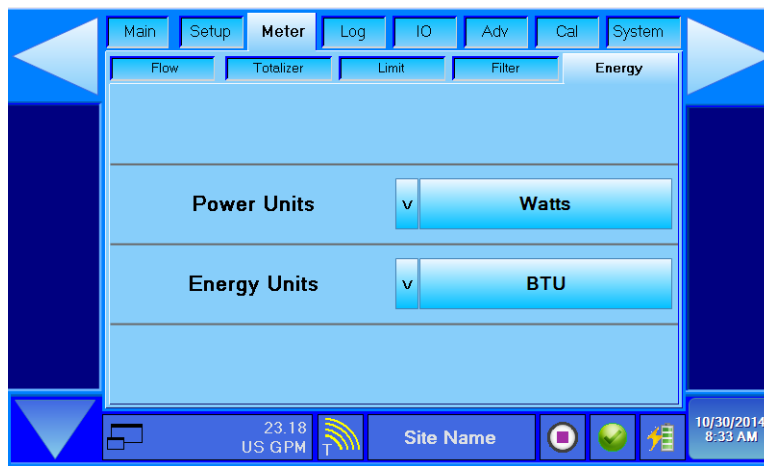 Main Setup Meter Log IO Adv Cal System
Flow Totalizer Limit Filter Energy
Power Units v Watts
Energy Units v BTU
23.18
US GPM T Site Name
10/30/2014
8:33 AM